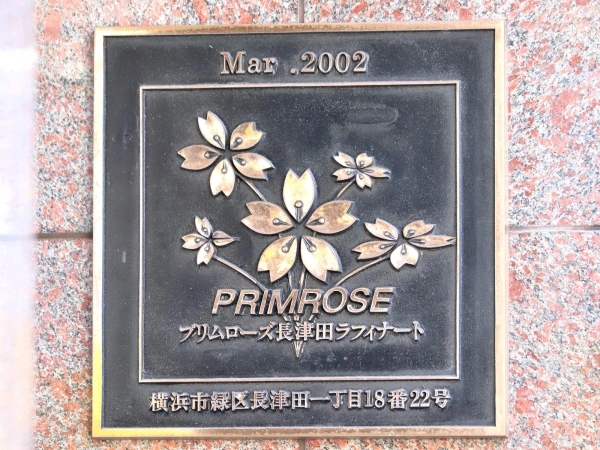 Mar .2002
PRIMROSE
プリムローズ長津田ラフィナート
横浜市緑区長津田一丁目18番22号